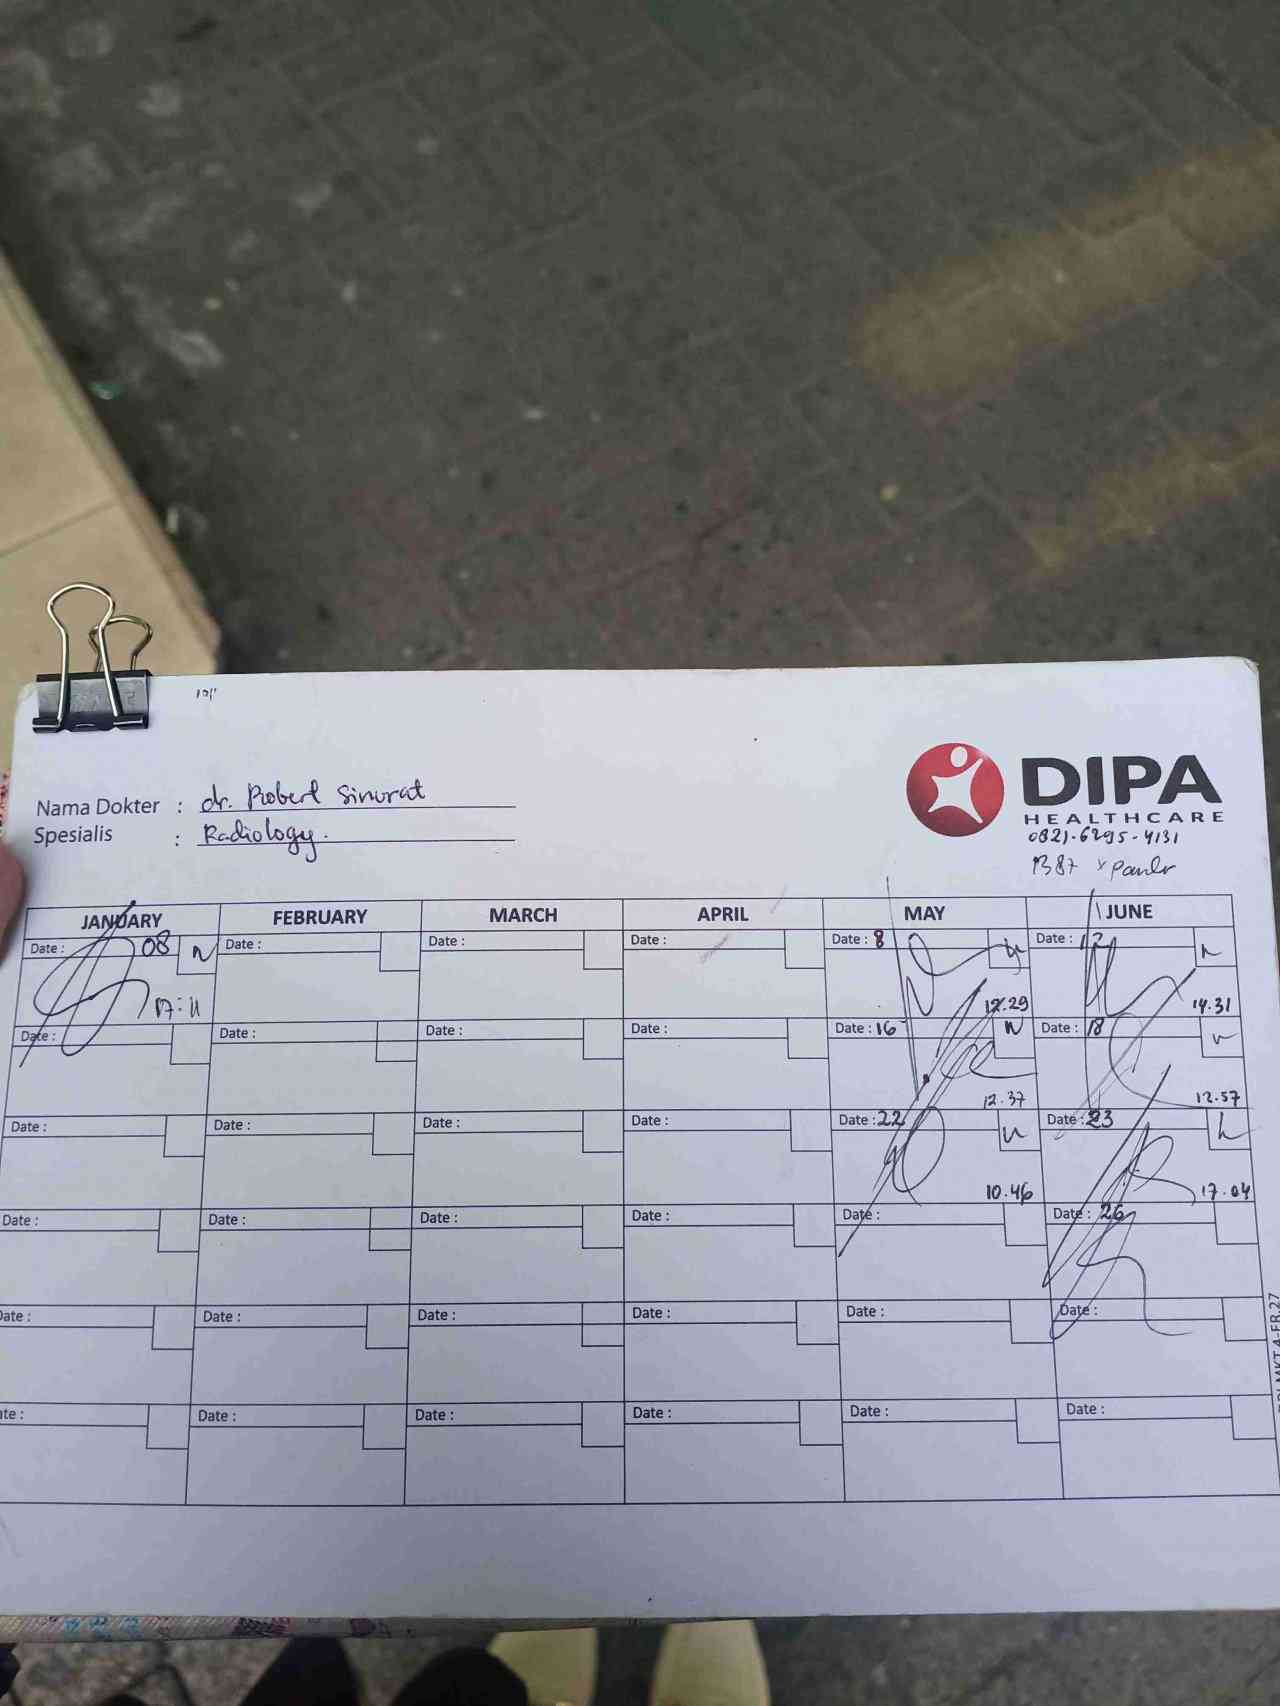 Nama Dokter : dr. Robert Sinurat
Spesialis : Radiology.
DIPA
HEALTHCARE
0821-6295-4131
JANUARY FEBRUARY MARCH APRIL MAY JUNE
Date : 08 N Date : Date : Date : Date : 8 Date : 12
17:11 12.29 14.31
Date : Date : Date : Date : Date : 16 N Date : 18
12.37 12.57
Date : Date : Date : Date : Date : 22 Date : 23
10.46 17.04
Date : Date : Date : Date : Date : Date : 26
Date : Date : Date : Date : Date : Date :
Date : Date : Date : Date : Date :